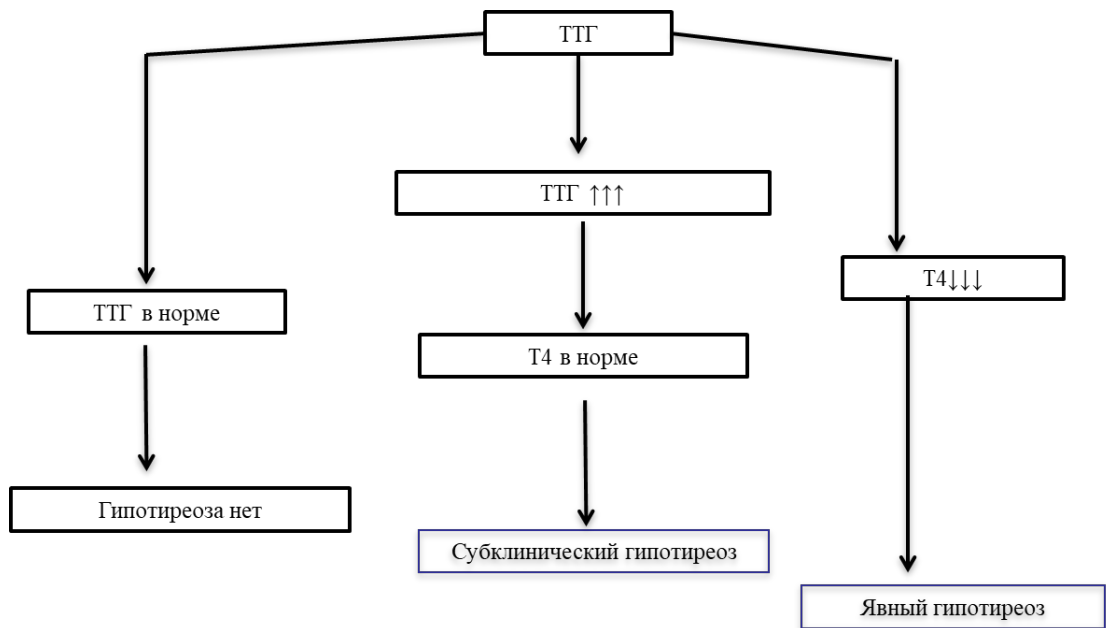 ТТГ
ТТГ ↑↑↑
Т4↓↓↓
ТТГ в норме
Т4 в норме
Гипотиреоза нет
Субклинический гипотиреоз
Явный гипотиреоз